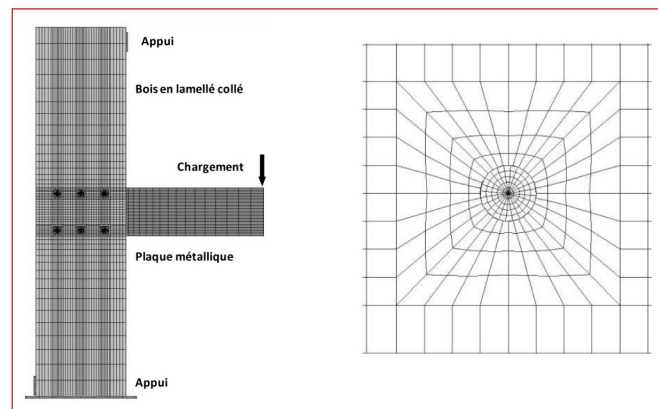 Appui
Bois en lamellé collé
Chargement
Plaque métallique
Appui